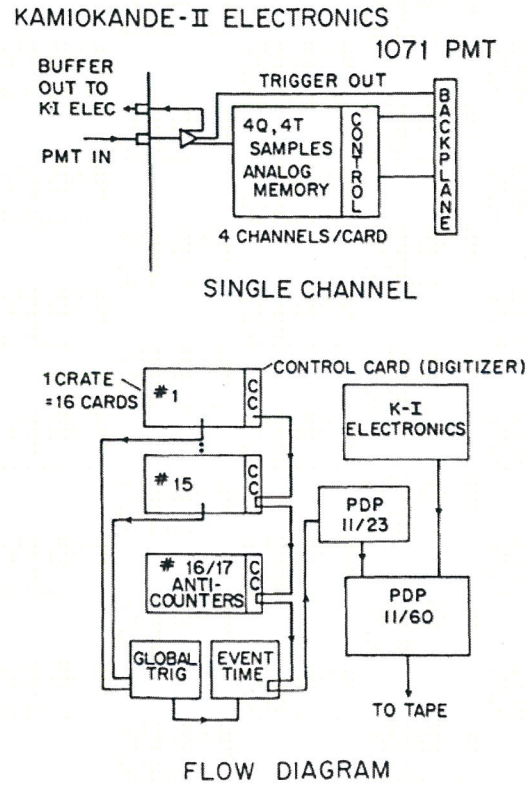 KAMIOKANDE-II ELECTRONICS
1071 PMT
BUFFER
OUT TO
K-I ELEC
PMT IN
TRIGGER OUT
4Q, 4T
SAMPLES
ANALOG
MEMORY
CONTROL
BACKPLANE
4 CHANNELS/CARD
SINGLE CHANNEL
1 CRATE
=16 CARDS
#1
CC
CONTROL CARD (DIGITIZER)
#15
CC
# 16/17
ANTI-
COUNTERS
CC
GLOBAL
TRIG
EVENT
TIME
K-I
ELECTRONICS
PDP
11/23
PDP
11/60
TO TAPE
FLOW DIAGRAM